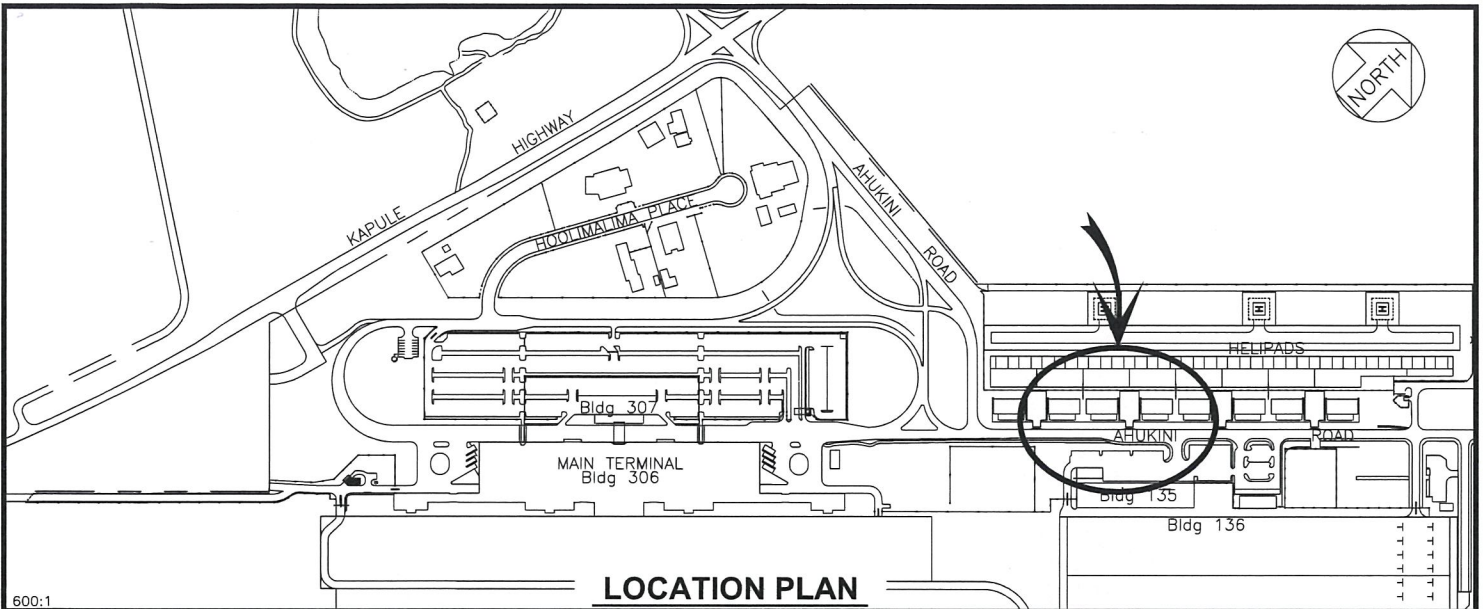 NORTH
HIGHWAY
KAPULE
AHUKINI
ROAD
HOOLIMALIMA PLACE
H H H
HELIPADS
Bldg 307
AHUKINI ROAD
MAIN TERMINAL
Bldg 306
Bldg 135
Bldg 136
LOCATION PLAN
600:1